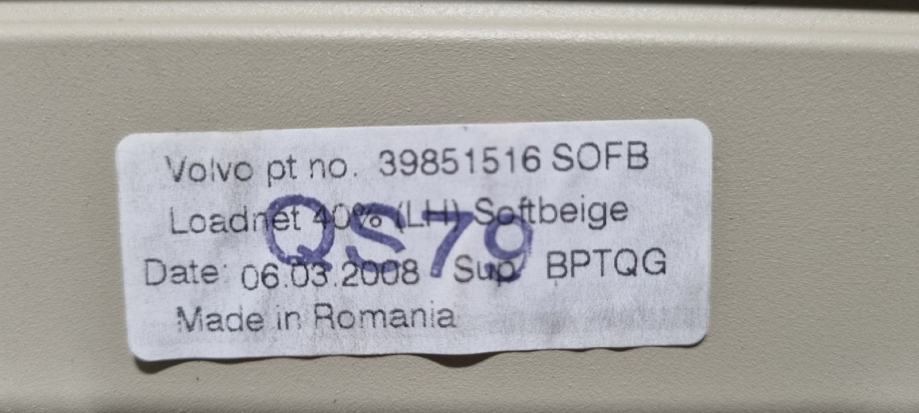 Volvo pt no. 39851516 SOFB
Loadnet 40% (LH) Softbeige
QS79
Date: 06.03.2008 Sup. BPTQG
Made in Romania